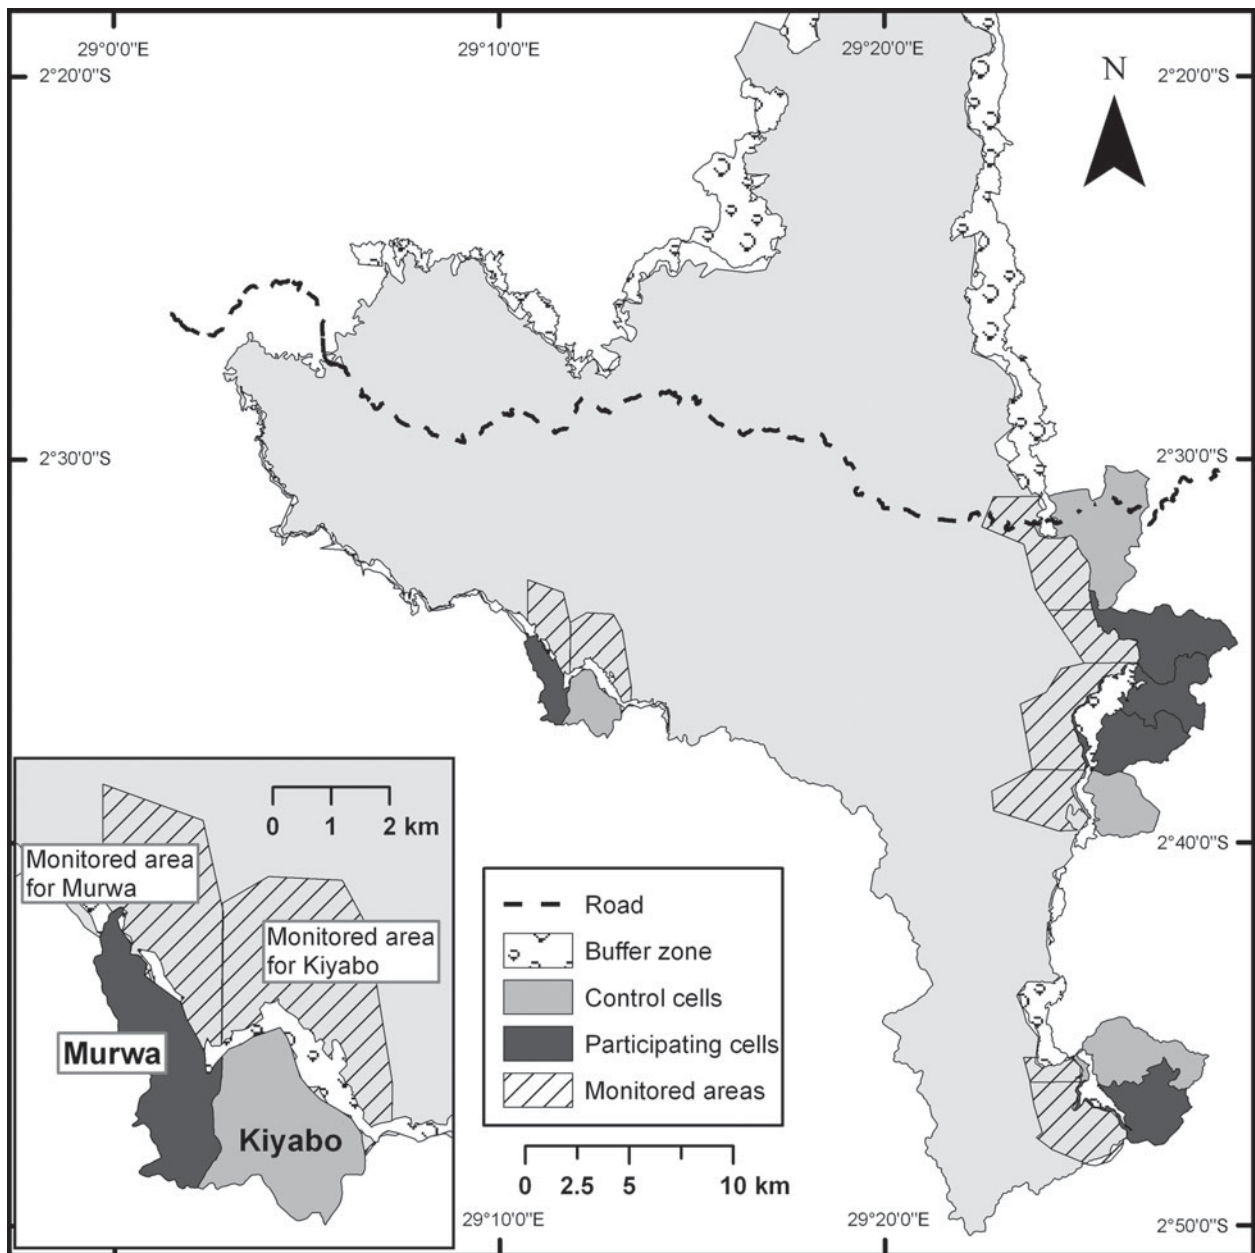 29°0'0"E
29°10'0"E
29°20'0"E
2°20'0"S
2°20'0"S
N
2°30'0"S
2°30'0"S
2°40'0"S
0 1 2 km
Monitored area
for Murwa
Monitored area
for Kiyabo
Murwa
Kiyabo
Road
Buffer zone
Control cells
Participating cells
Monitored areas
0 2.5 5 10 km
29°10'0"E
29°20'0"E
2°50'0"S